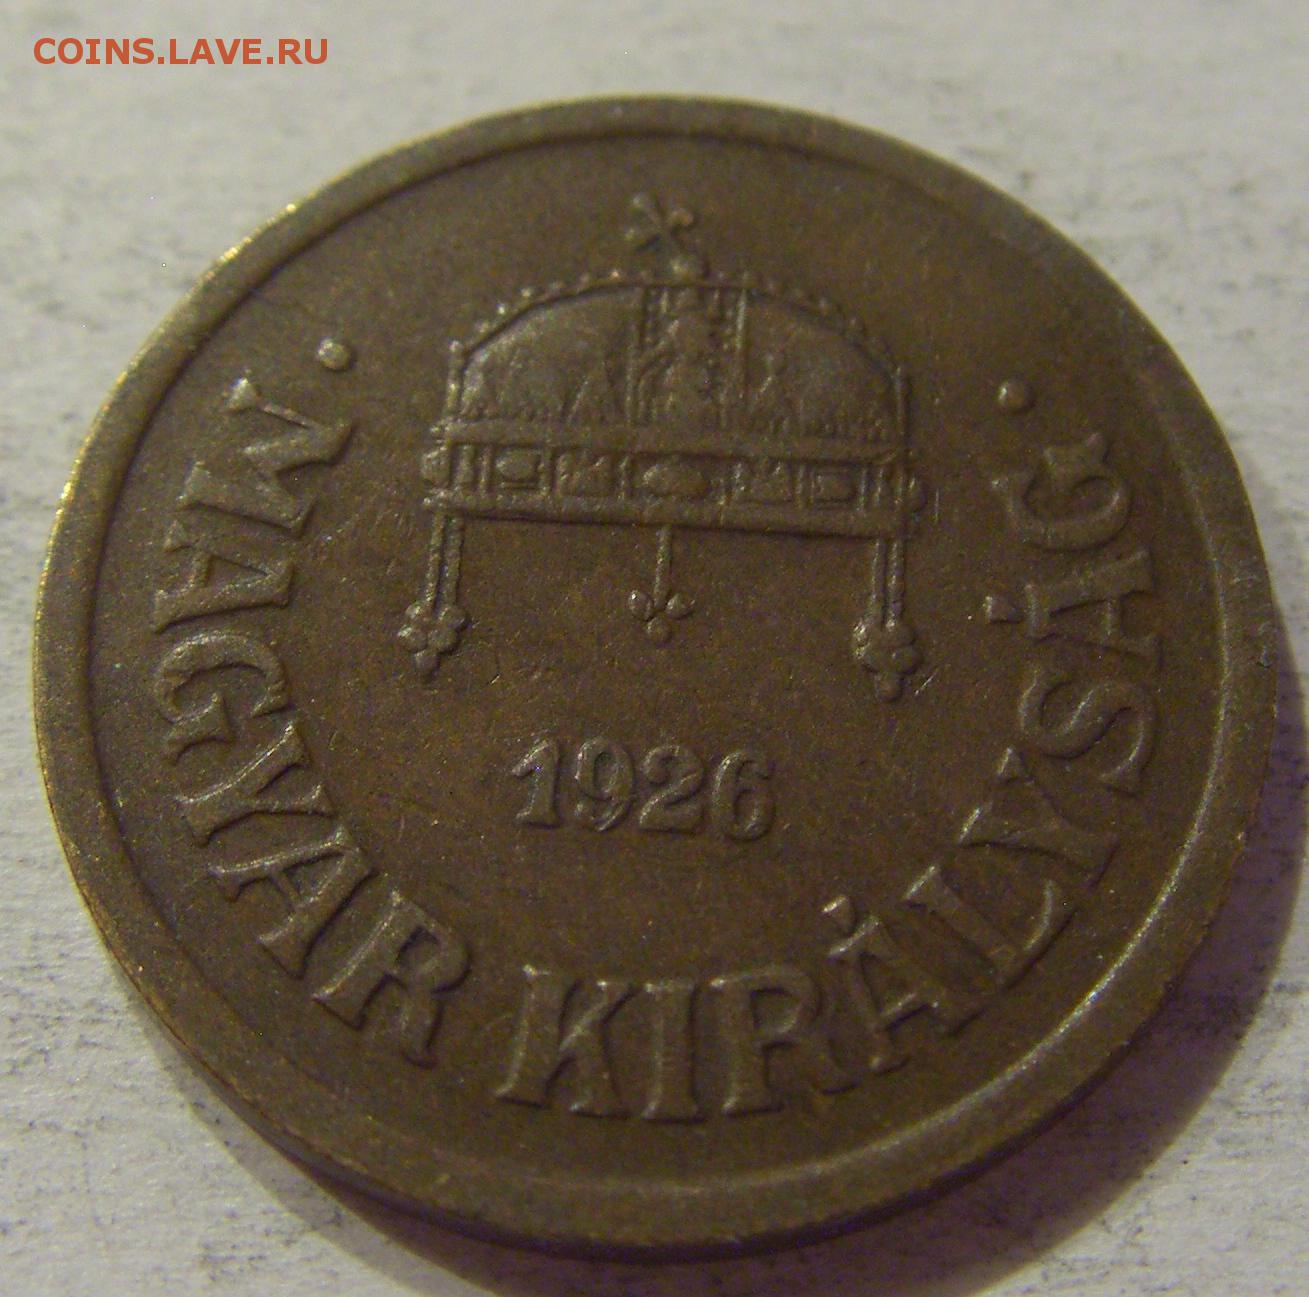 COINS.LAVE.RU
· MAGYAR KIRÁLYSÁG ·
1926